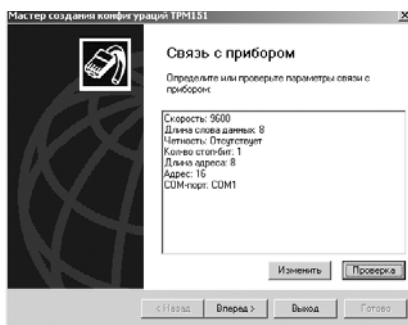 Мастер создания конфигураций ТРМ151
Связь с прибором
Определите или проверьте параметры связи с
прибором:
Скорость: 9600
Длина слова данных: 8
Четность: Отсутствует
Кол-во стоп-бит: 1
Длина адреса: 8
Адрес: 16
COM-порт: COM1
Изменить
Проверка
< Назад
Вперед >
Выход
Готово